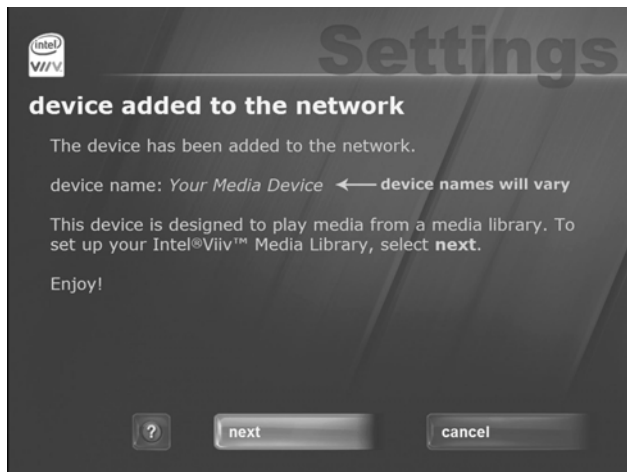 intel
VIIV
Settings
device added to the network
The device has been added to the network.
device name: Your Media Device ← device names will vary
This device is designed to play media from a media library. To
set up your Intel®Viiv™ Media Library, select next.
Enjoy!
?
next
cancel